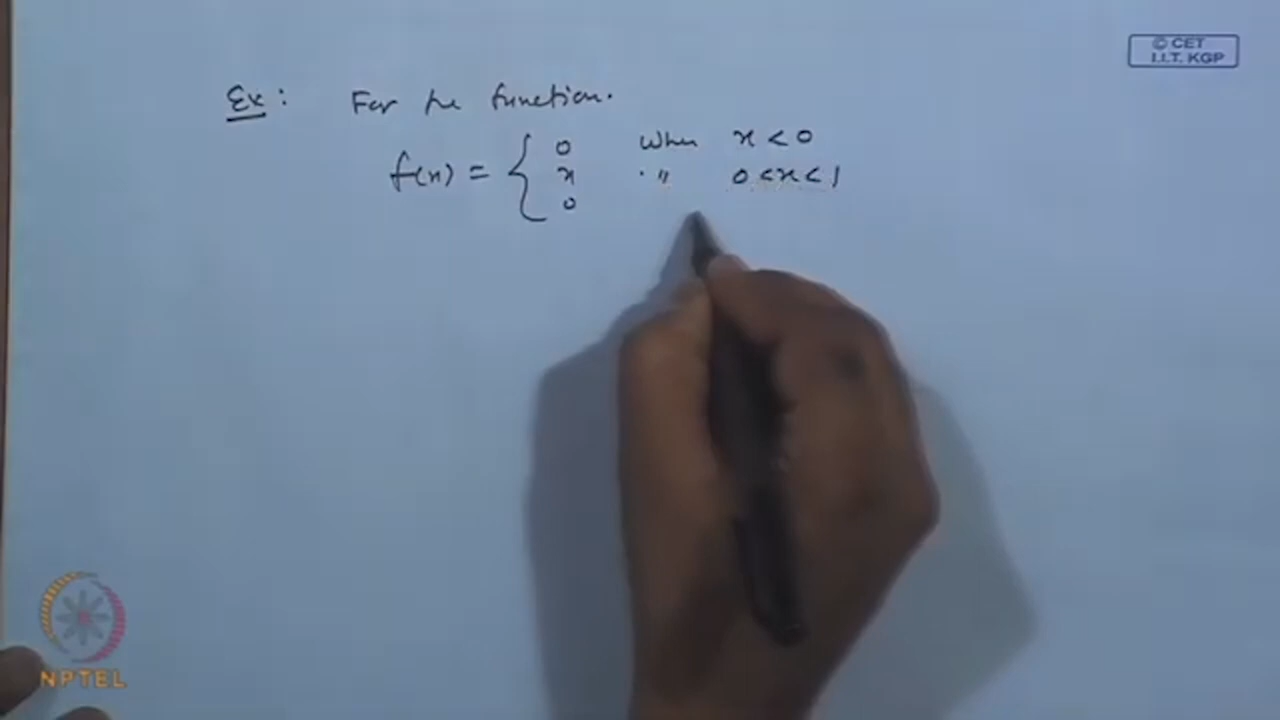 © CET
I.I.T. KGP
Ex: For the function.
f(x) = { 0 when x < 0
x " 0 < x < 1
0
NPTEL